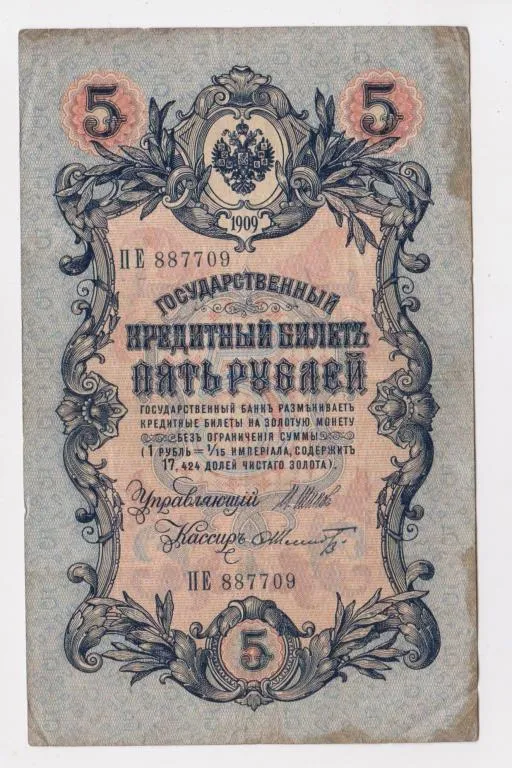 5 5
1909
ПЕ 887709
ГОСУДАРСТВЕННЫЙ
КРЕДИТНЫЙ БИЛЕТЪ
ПЯТЬ РУБЛЕЙ
ГОСУДАРСТВЕННЫЙ БАНКЪ РАЗМѢНИВАЕТЪ
КРЕДИТНЫЕ БИЛЕТЫ НА ЗОЛОТУЮ МОНЕТУ
БЕЗЪ ОГРАНИЧЕНІЯ СУММЫ
(1 РУБЛЬ = 1/15 ИМПЕРІАЛА, СОДЕРЖИТЪ
17,424 ДОЛЕЙ ЧИСТАГО ЗОЛОТА).
Управляющій
Кассиръ
ПЕ 887709
5